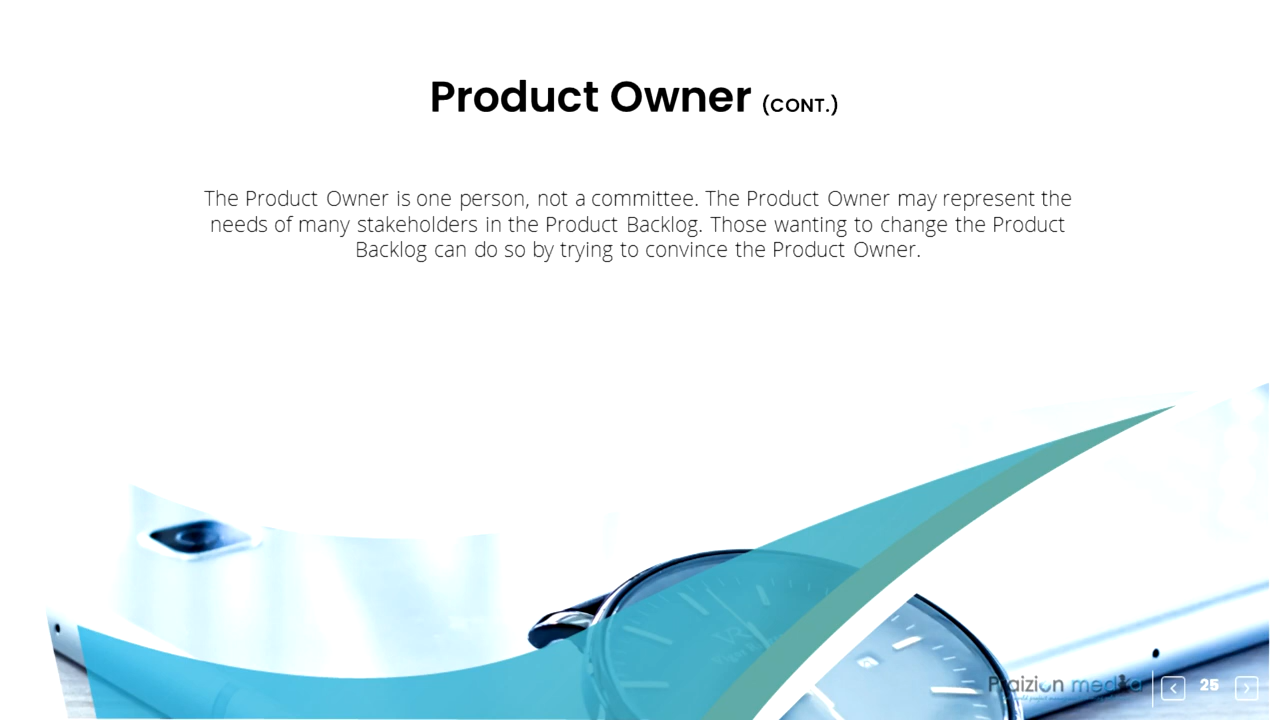 Product Owner (CONT.)
The Product Owner is one person, not a committee. The Product Owner may represent the
needs of many stakeholders in the Product Backlog. Those wanting to change the Product
Backlog can do so by trying to convince the Product Owner.
Praizion media
25